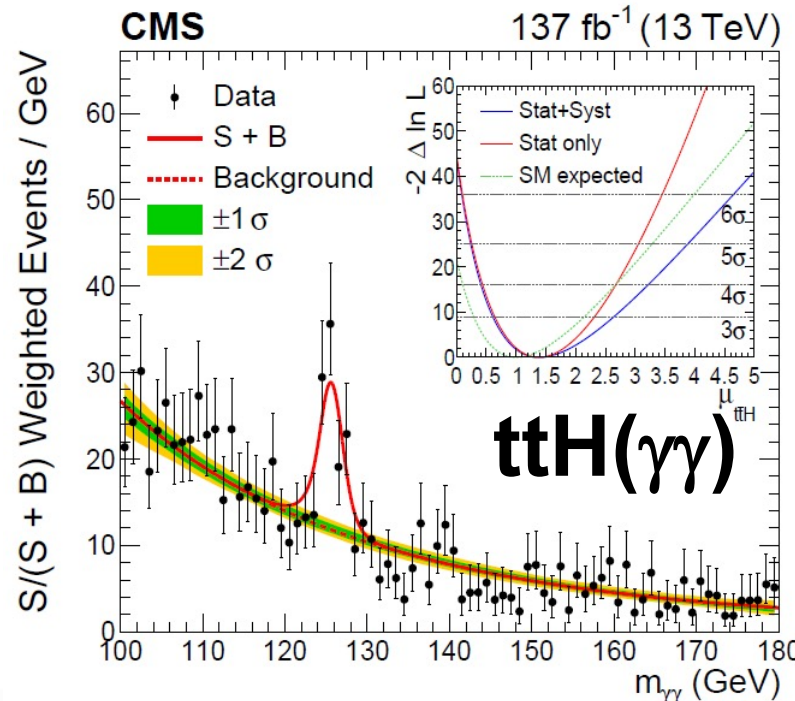 CMS
137 fb⁻¹ (13 TeV)
S/(S + B) Weighted Events / GeV
60
50
40
30
20
10
0
Data
S + B
Background
±1 σ
±2 σ
-2 Δ ln L
60
50
40
30
20
10
0
Stat+Syst
Stat only
SM expected
6σ
5σ
4σ
3σ
0 0.5 1 1.5 2 2.5 3 3.5 4 4.5 5
μ
tt̄H
ttH(γγ)
100 110 120 130 140 150 160 170 180
mγγ (GeV)